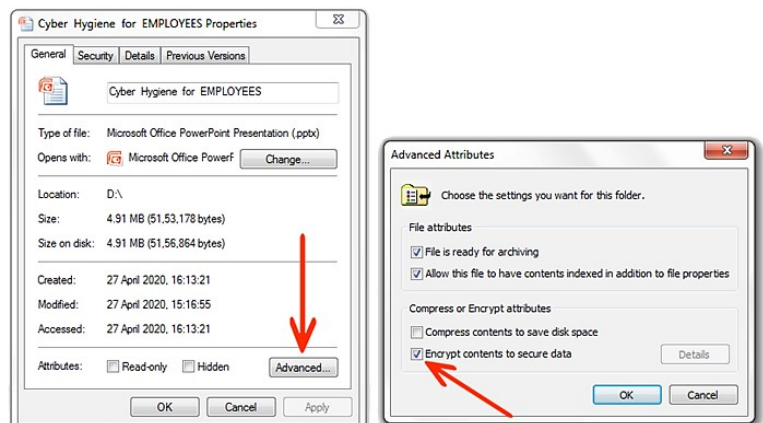 Cyber Hygiene for EMPLOYEES Properties
General Security Details Previous Versions
Cyber Hygiene for EMPLOYEES
Type of file: Microsoft Office PowerPoint Presentation (.pptx)
Opens with: Microsoft Office PowerF Change...
Location: D:\
Size: 4.91 MB (51,53,178 bytes)
Size on disk: 4.91 MB (51,56,864 bytes)
Created: 27 April 2020, 16:13:21
Modified: 27 April 2020, 15:16:55
Accessed: 27 April 2020, 16:13:21
Attributes: Read-only Hidden Advanced...
OK Cancel Apply
Advanced Attributes
Choose the settings you want for this folder.
File attributes
File is ready for archiving
Allow this file to have contents indexed in addition to file properties
Compress or Encrypt attributes
Compress contents to save disk space
Encrypt contents to secure data Details
OK Cancel